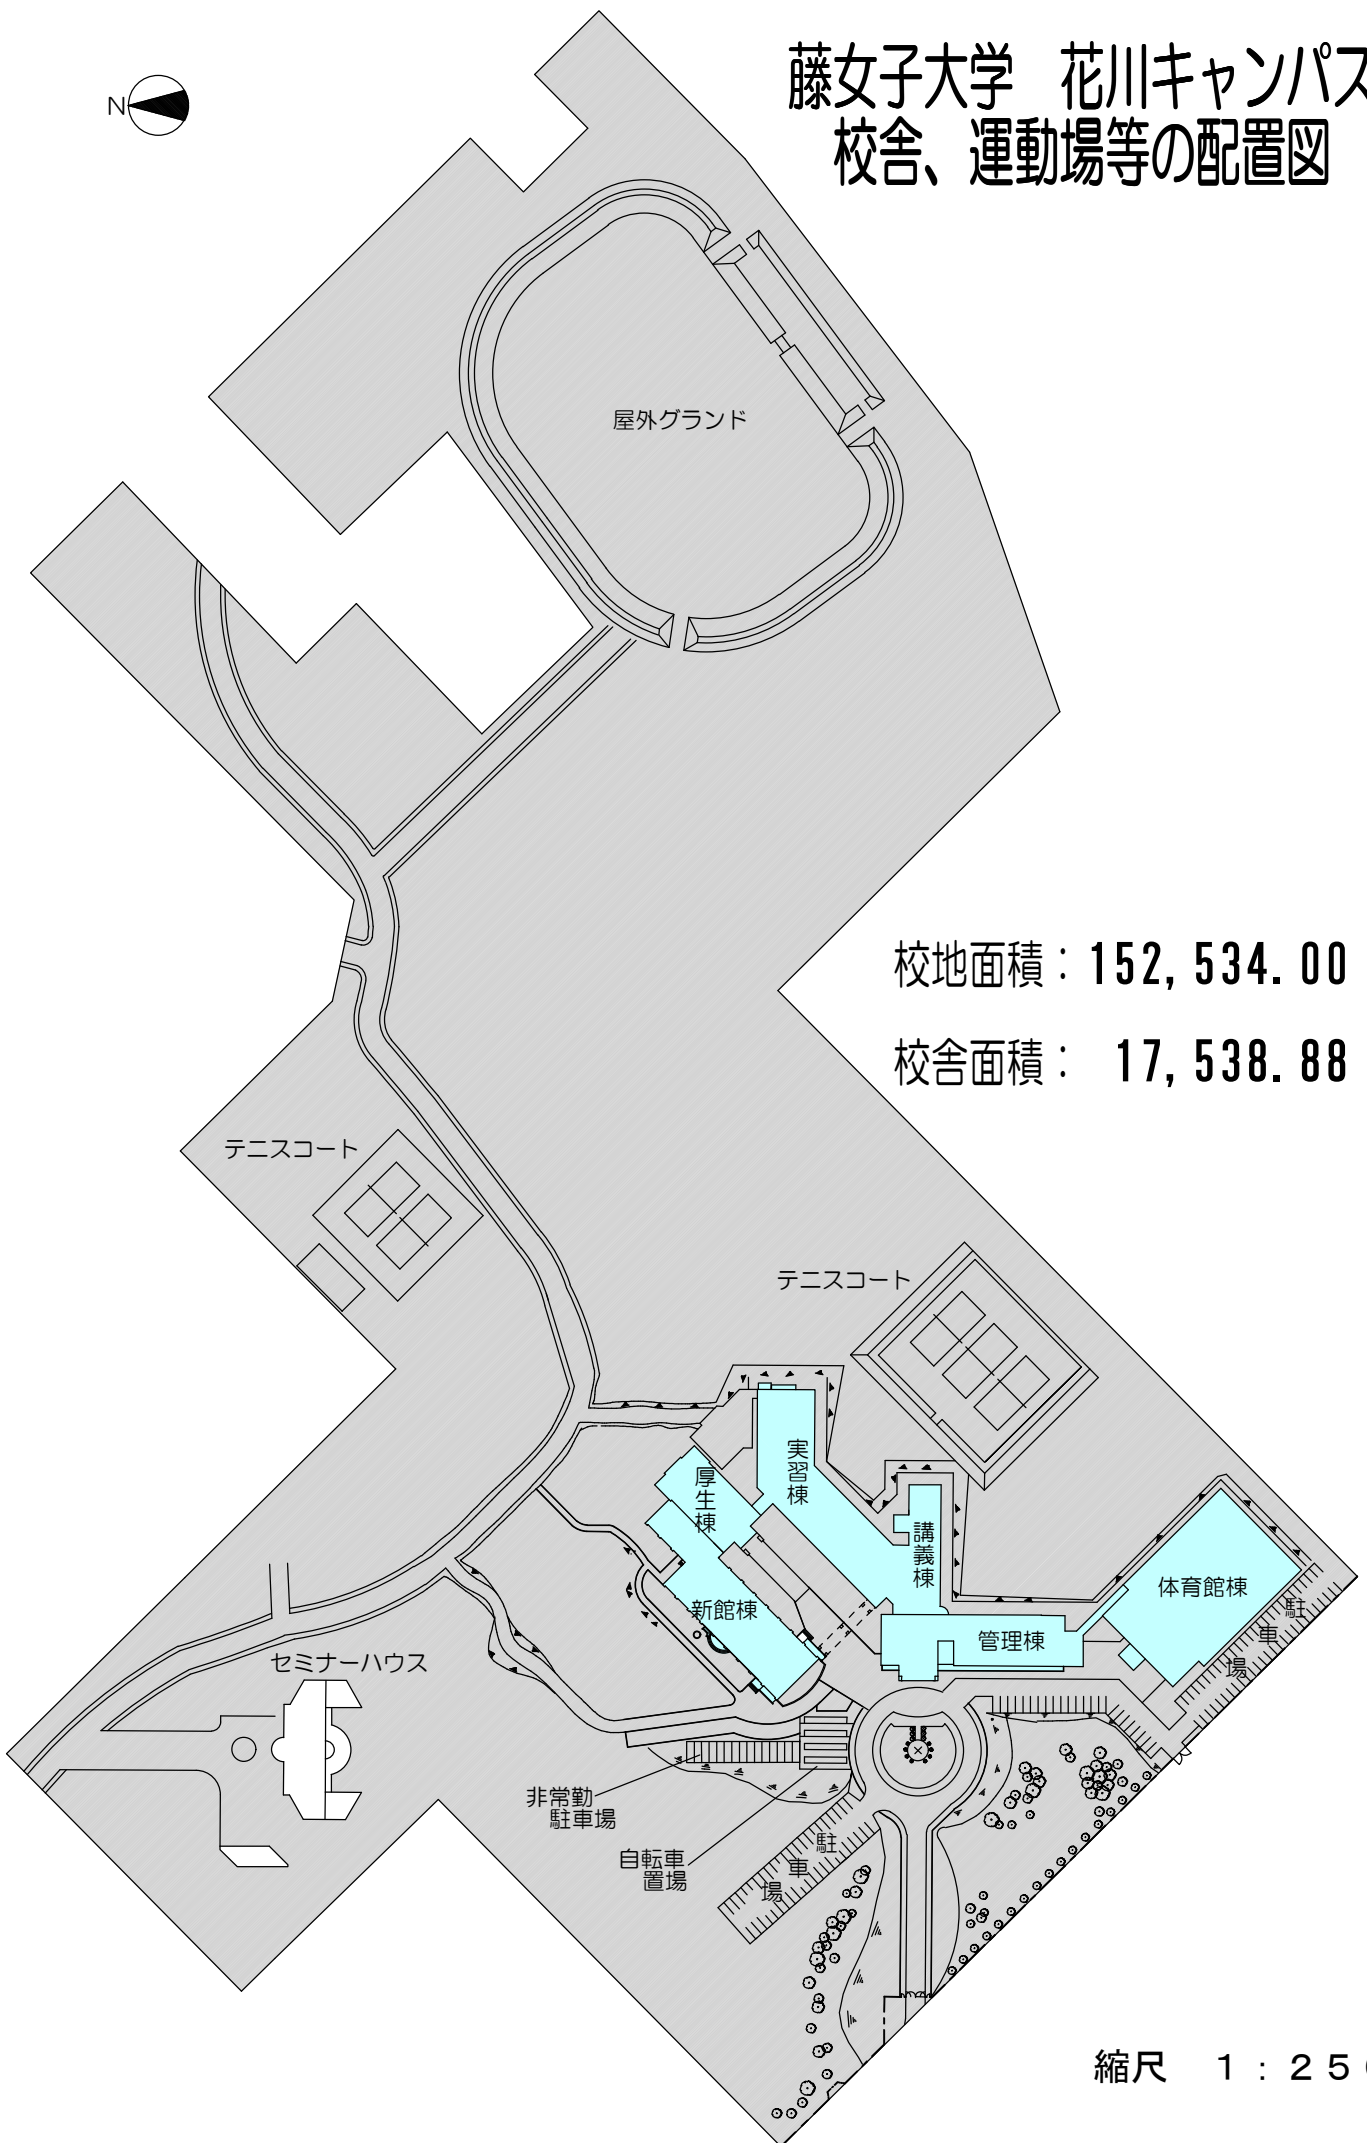 藤女子大学 花川キャンパス
校舎、運動場等の配置図
N
屋外グランド
校地面積：152,534.00
校舎面積： 17,538.88
テニスコート
テニスコート
実習棟
厚生棟
講義棟
体育館棟
新館棟
管理棟
駐車場
セミナーハウス
非常勤
駐車場
自転車
置場
駐車場
縮尺 1：25